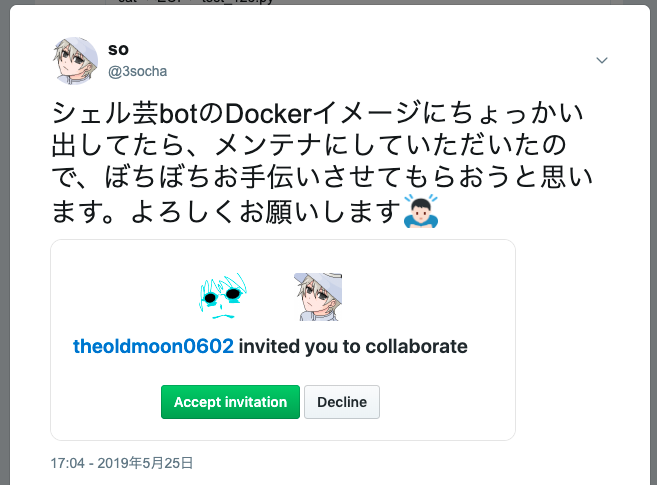 so
@3socha
シェル芸botのDockerイメージにちょっかい
出してたら、メンテナにしていただいたの
で、ぼちぼちお手伝いさせてもらおうと思い
ます。よろしくお願いします🙇‍♂️
theoldmoon0602 invited you to collaborate
Accept invitation Decline
17:04 - 2019年5月25日